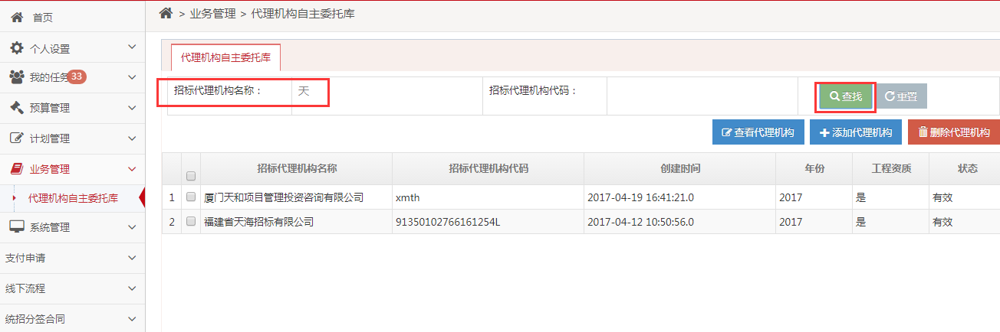 首页
个人设置
我的任务 33
预算管理
计划管理
业务管理
代理机构自主委托库
系统管理
支付申请
线下流程
统招分签合同
> 业务管理 > 代理机构自主委托库
代理机构自主委托库
招标代理机构名称： 天 招标代理机构代码： 查找 重置
查看代理机构 添加代理机构 删除代理机构
招标代理机构名称 招标代理机构代码 创建时间 年份 工程资质 状态
1 厦门天和项目管理投资咨询有限公司 xmth 2017-04-19 16:41:21.0 2017 是 有效
2 福建省天海招标有限公司 91350102766161254L 2017-04-12 10:50:56.0 2017 是 有效